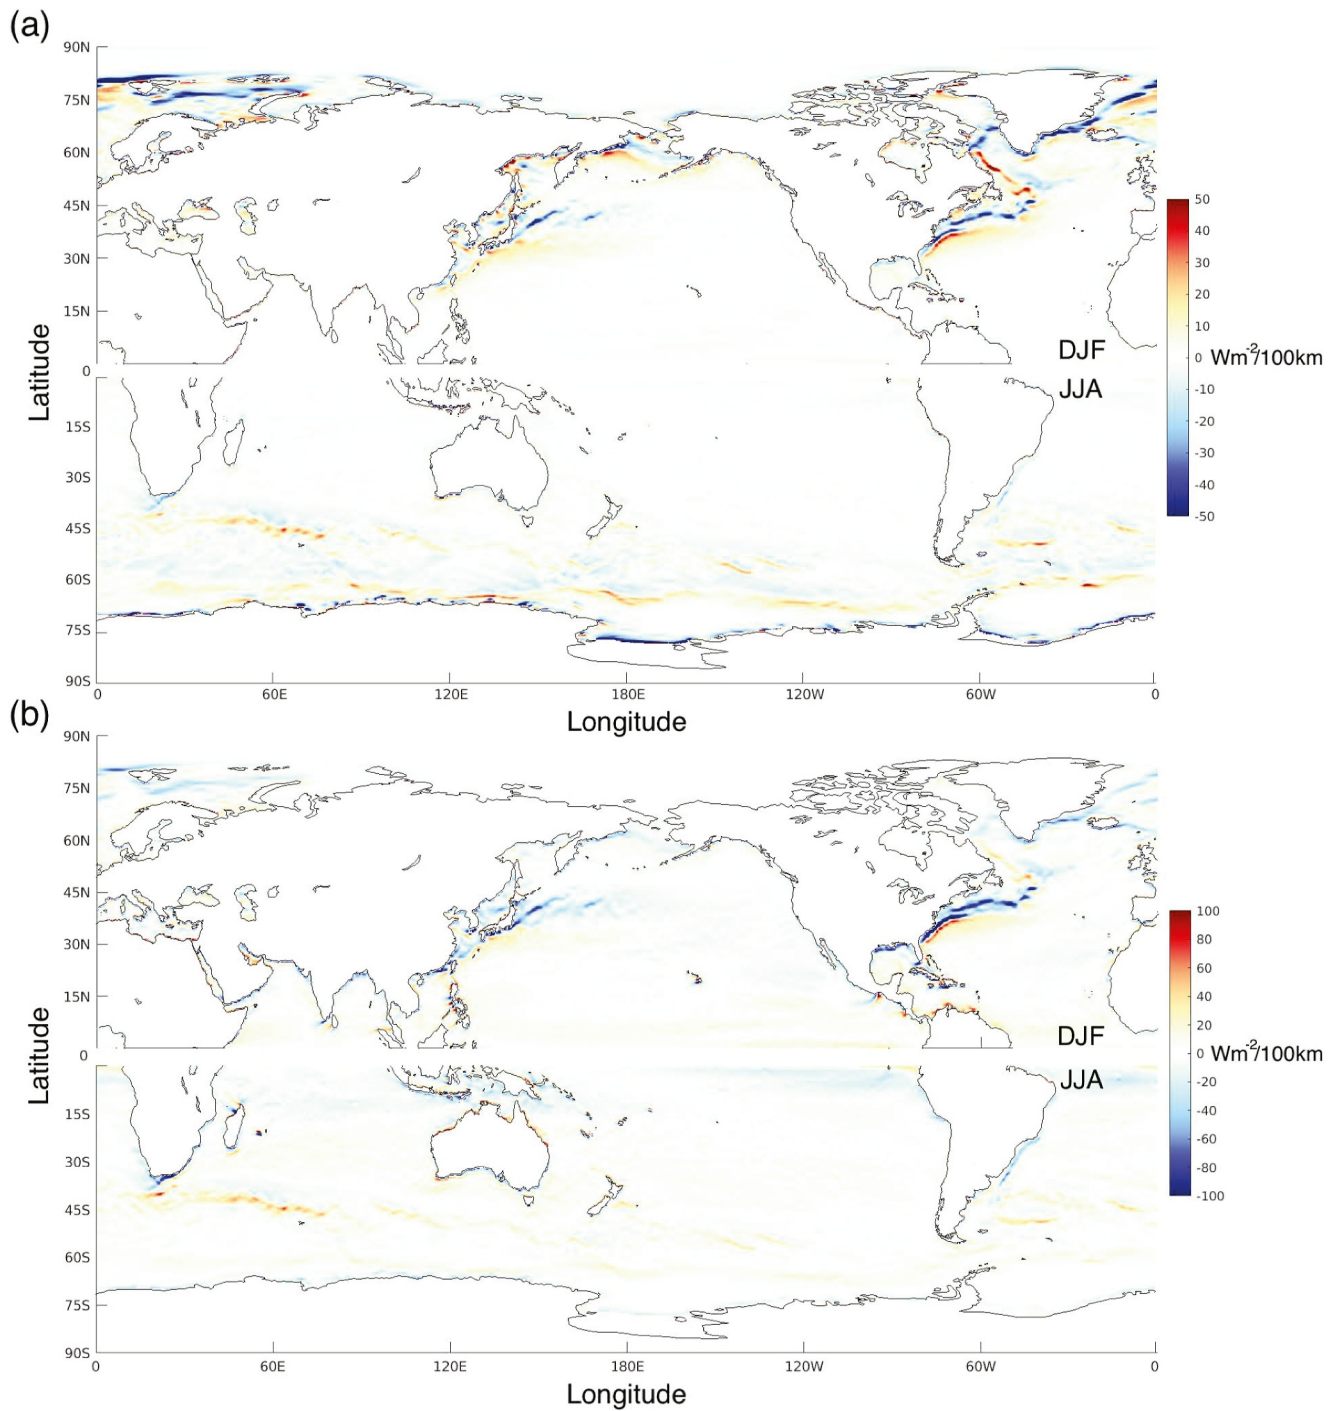 (a)
90N
75N
60N
45N
30N
15N
0
15S
30S
45S
60S
75S
90S
Latitude
DJF
JJA
50
40
30
20
10
0
-10
-20
-30
-40
-50
Wm-2/100km
0
60E
120E
180E
120W
60W
0
Longitude
(b)
90N
75N
60N
45N
30N
15N
0
15S
30S
45S
60S
75S
90S
Latitude
DJF
JJA
100
80
60
40
20
0
-20
-40
-60
-80
-100
Wm-2/100km
0
60E
120E
180E
120W
60W
0
Longitude